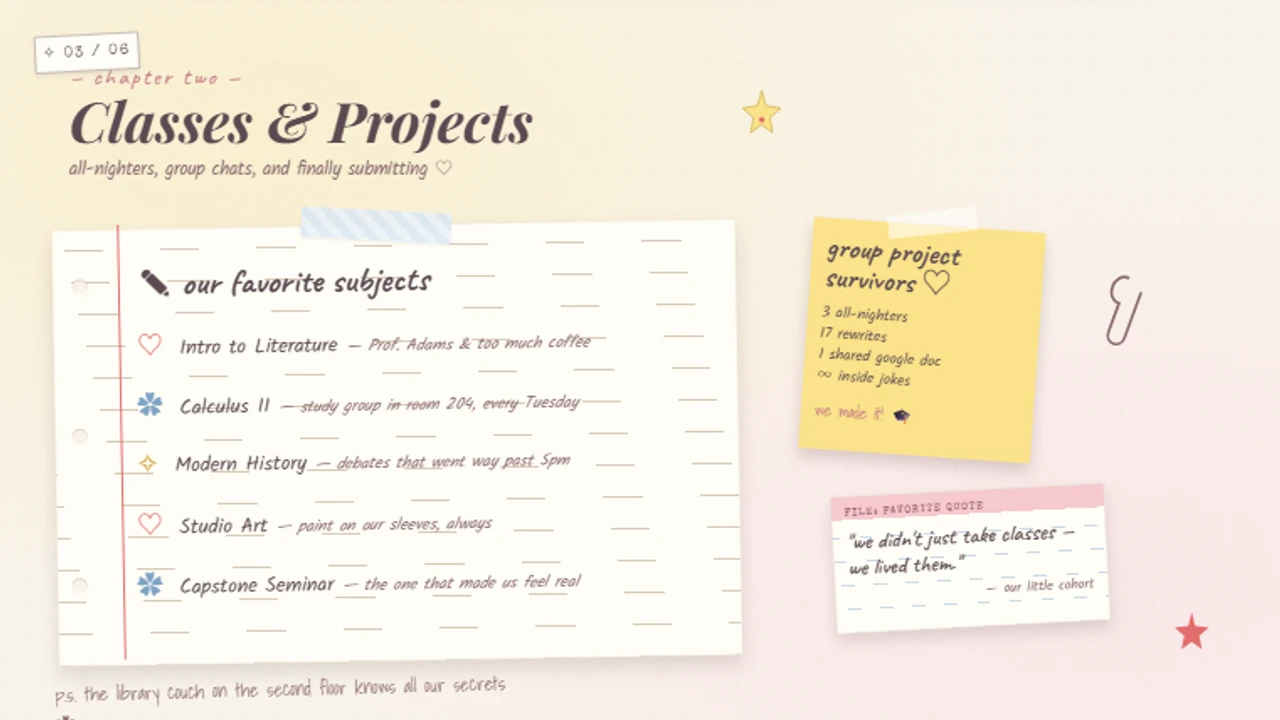 ✧ 03 / 06
– chapter two –
Classes & Projects
all-nighters, group chats, and finally submitting ♡
our favorite subjects
Intro to Literature – Prof. Adams & too much coffee
Calculus II – study group in room 204, every Tuesday
Modern History – debates that went way past 5pm
Studio Art – paint on our sleeves, always
Capstone Seminar – the one that made us feel real
p.s. the library couch on the second floor knows all our secrets
group project
survivors ♡
3 all-nighters
17 rewrites
1 shared google doc
∞ inside jokes
we made it! 🎓
FILE: FAVORITE QUOTE
"we didn't just take classes –
we lived them."
– our little cohort